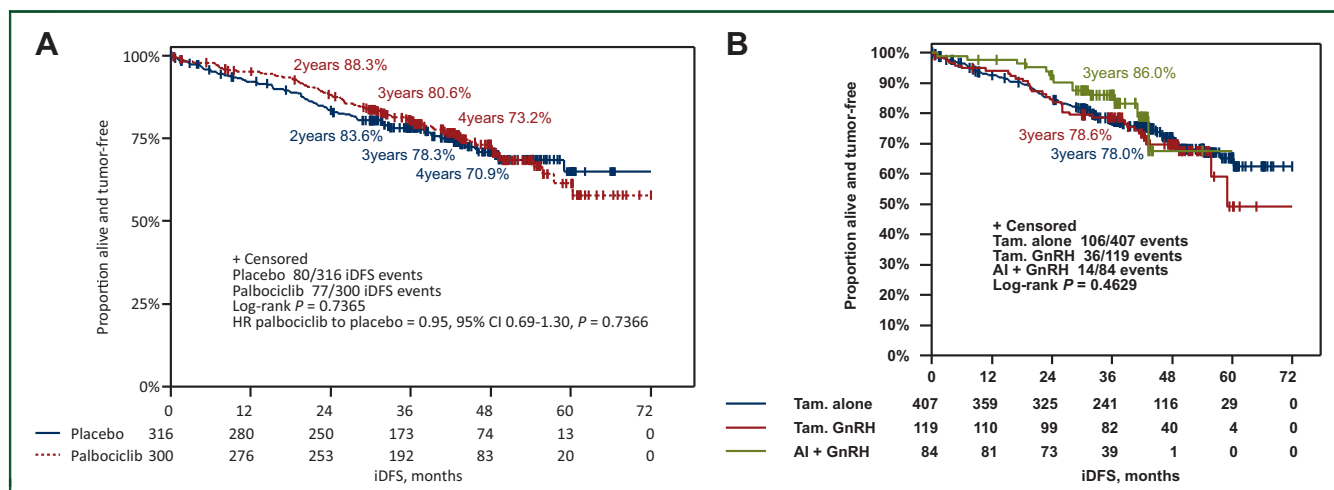 A
Proportion alive and tumor-free
100%
75%
50%
25%
0%
2years 88.3%
3years 80.6%
4years 73.2%
2years 83.6%
3years 78.3%
4years 70.9%
+ Censored
Placebo 80/316 iDFS events
Palbociclib 77/300 iDFS events
Log-rank P = 0.7365
HR palbociclib to placebo = 0.95, 95% CI 0.69-1.30, P = 0.7366
0 12 24 36 48 60 72
Placebo 316 280 250 173 74 13 0
Palbociclib 300 276 253 192 83 20 0
iDFS, months
B
Proportion alive and tumor-free
100%
90%
80%
70%
60%
50%
40%
30%
20%
10%
0%
3years 86.0%
3years 78.6%
3years 78.0%
+ Censored
Tam. alone 106/407 events
Tam. GnRH 36/119 events
AI + GnRH 14/84 events
Log-rank P = 0.4629
0 12 24 36 48 60 72
Tam. alone 407 359 325 241 116 29 0
Tam. GnRH 119 110 99 82 40 4 0
AI + GnRH 84 81 73 39 1 0 0
iDFS, months